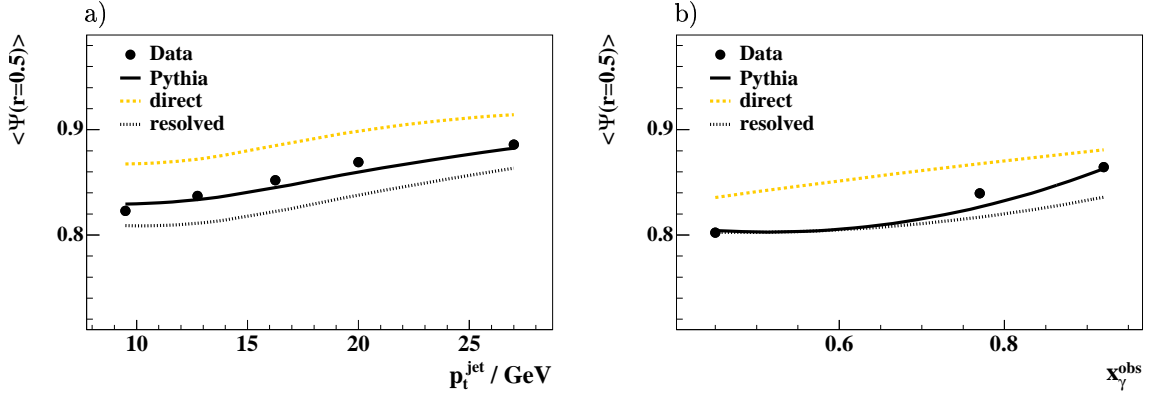 a)
<Ψ(r=0.5)>
Data
Pythia
direct
resolved
0.9
0.8
10 15 20 25
p_t^jet / GeV
b)
<Ψ(r=0.5)>
Data
Pythia
direct
resolved
0.9
0.8
0.6 0.8
x_γ^obs